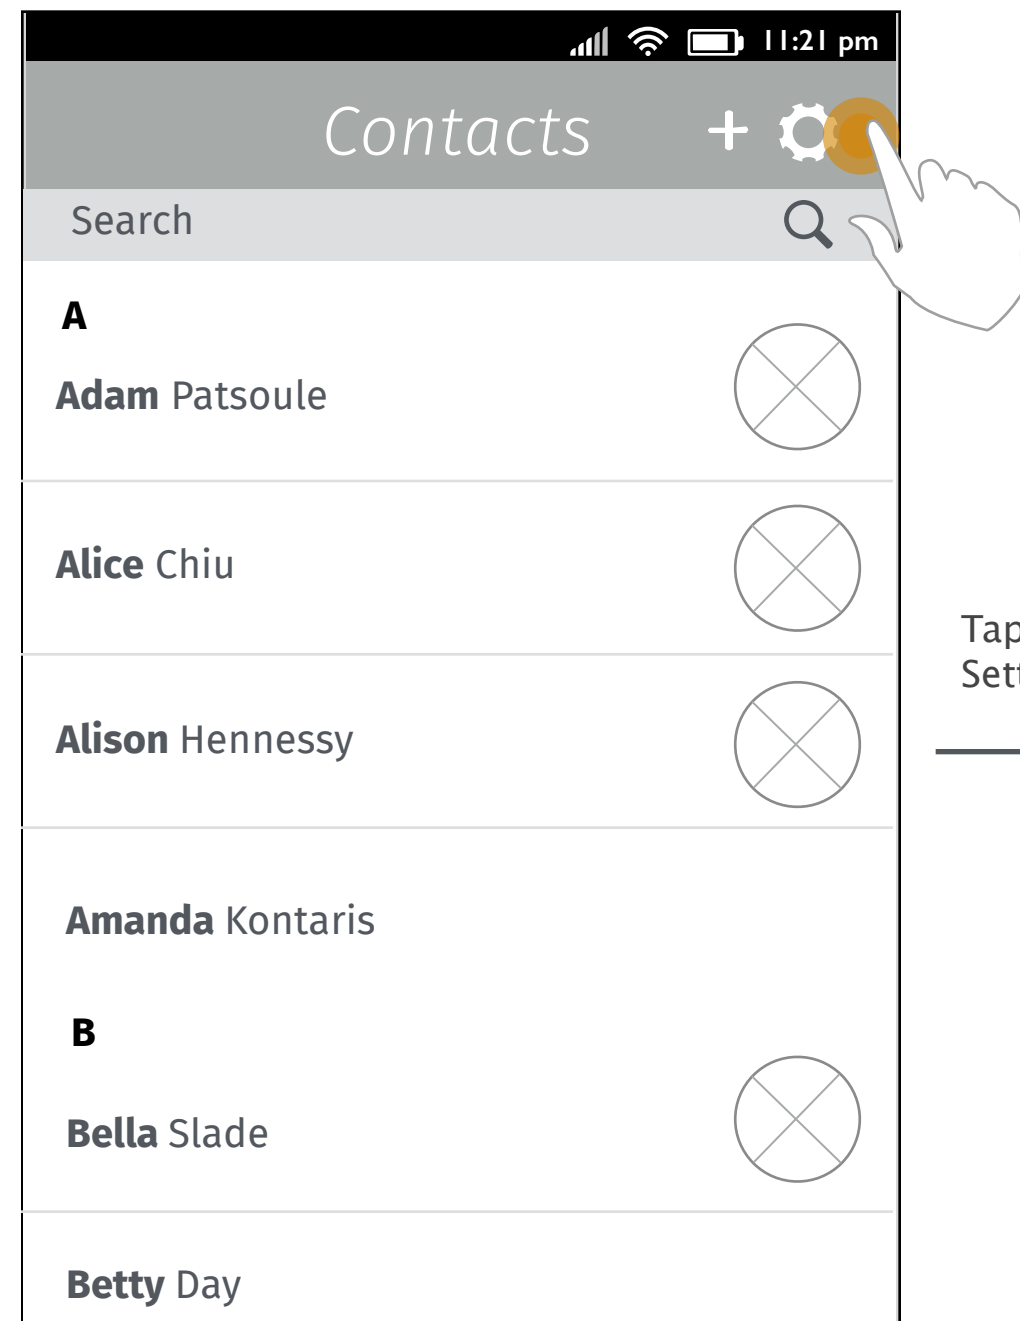 11:21 pm
Contacts
Search
A
Adam Patsoule
Alice Chiu
Alison Hennessy
Amanda Kontaris
B
Bella Slade
Betty Day